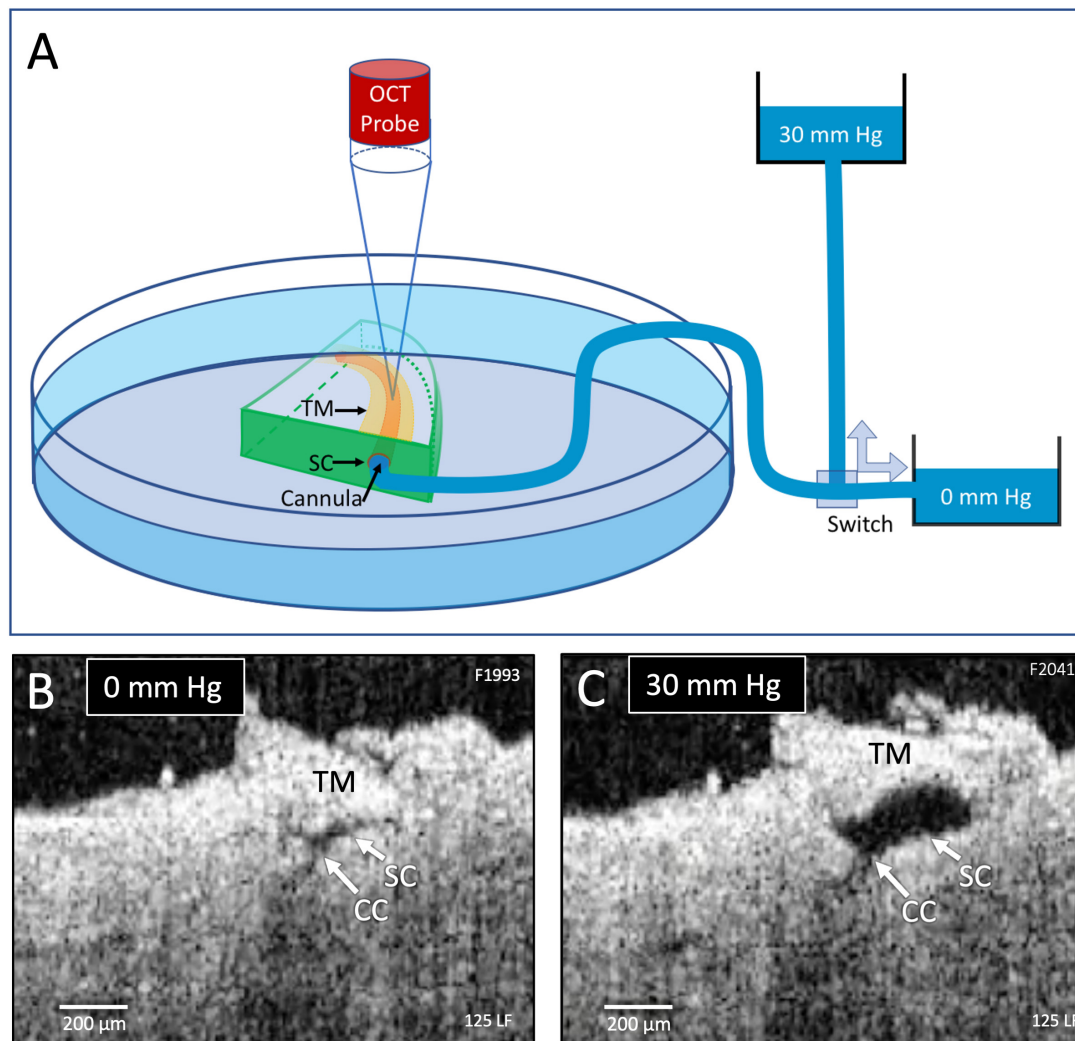 A
OCT
Probe
30 mm Hg
TM
SC
Cannula
0 mm Hg
Switch
B
0 mm Hg
F1993
TM
SC
CC
200 μm
125 LF
C
30 mm Hg
F2041
TM
SC
CC
200 μm
125 LF